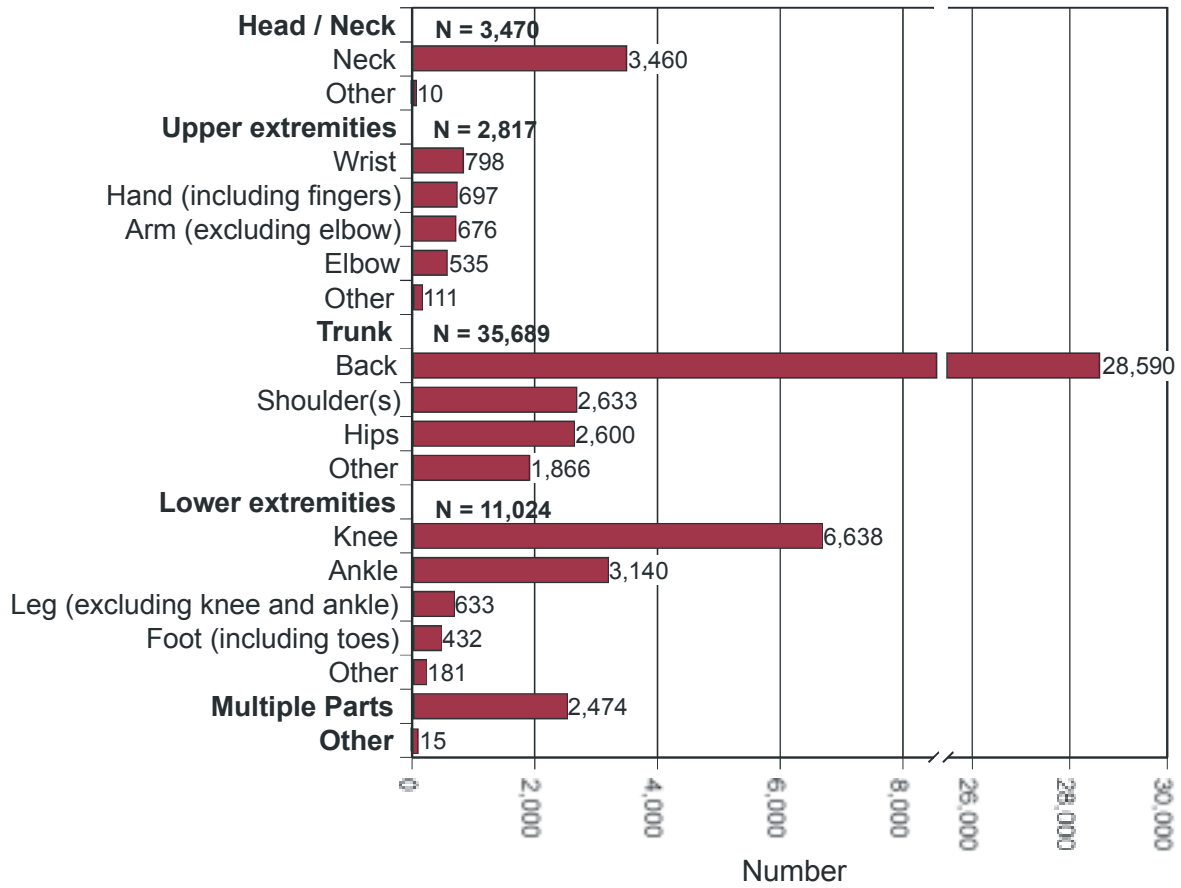 Head / Neck N = 3,470
Neck 3,460
Other 10
Upper extremities N = 2,817
Wrist 798
Hand (including fingers) 697
Arm (excluding elbow) 676
Elbow 535
Other 111
Trunk N = 35,689
Back 28,590
Shoulder(s) 2,633
Hips 2,600
Other 1,866
Lower extremities N = 11,024
Knee 6,638
Ankle 3,140
Leg (excluding knee and ankle) 633
Foot (including toes) 432
Other 181
Multiple Parts 2,474
Other 15
0 2,000 4,000 6,000 8,000 26,000 28,000 30,000
Number